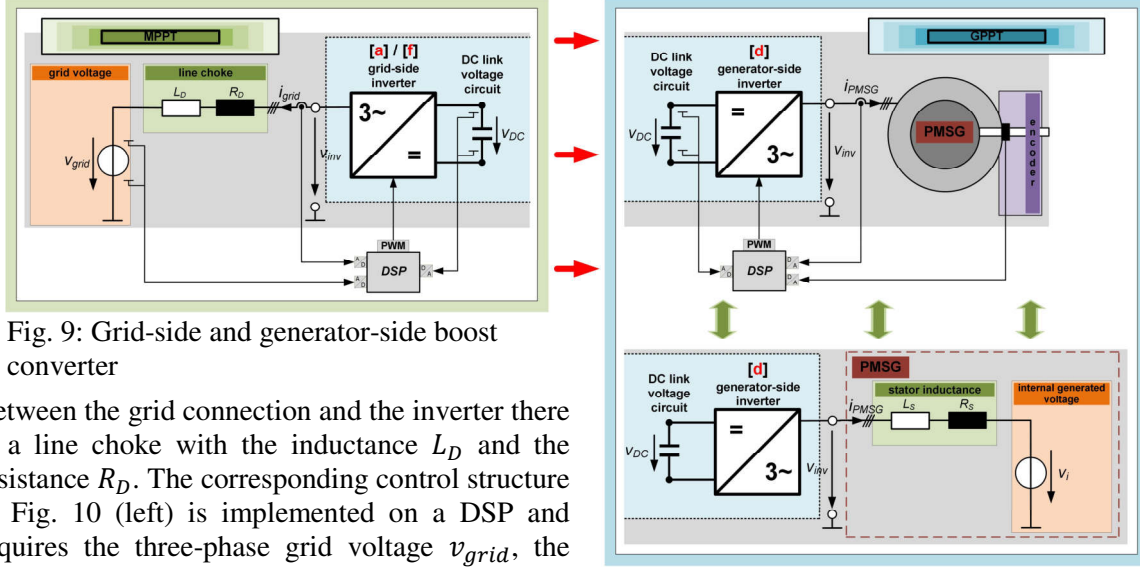 MPPT
grid voltage
line choke
L_D
R_D
i_grid
[a] / [f]
grid-side
inverter
DC link
voltage
circuit
3~
=
v_DC
v_grid
v_inv
PWM
DSP
A
D
A
D
D
A
Fig. 9: Grid-side and generator-side boost
converter
etween the grid connection and the inverter there
a line choke with the inductance L_D and the
sistance R_D. The corresponding control structure
Fig. 10 (left) is implemented on a DSP and
quires the three-phase grid voltage v_grid, the
GPPT
DC link
voltage
circuit
[d]
generator-side
inverter
i_PMSG
=
3~
v_DC
v_inv
PMSG
encoder
PWM
DSP
A
D
D
A
D
A
DC link
voltage
circuit
[d]
generator-side
inverter
PMSG
i_PMSG
stator inductance
L_S
R_S
internal generated
voltage
=
3~
v_DC
v_inv
v_i